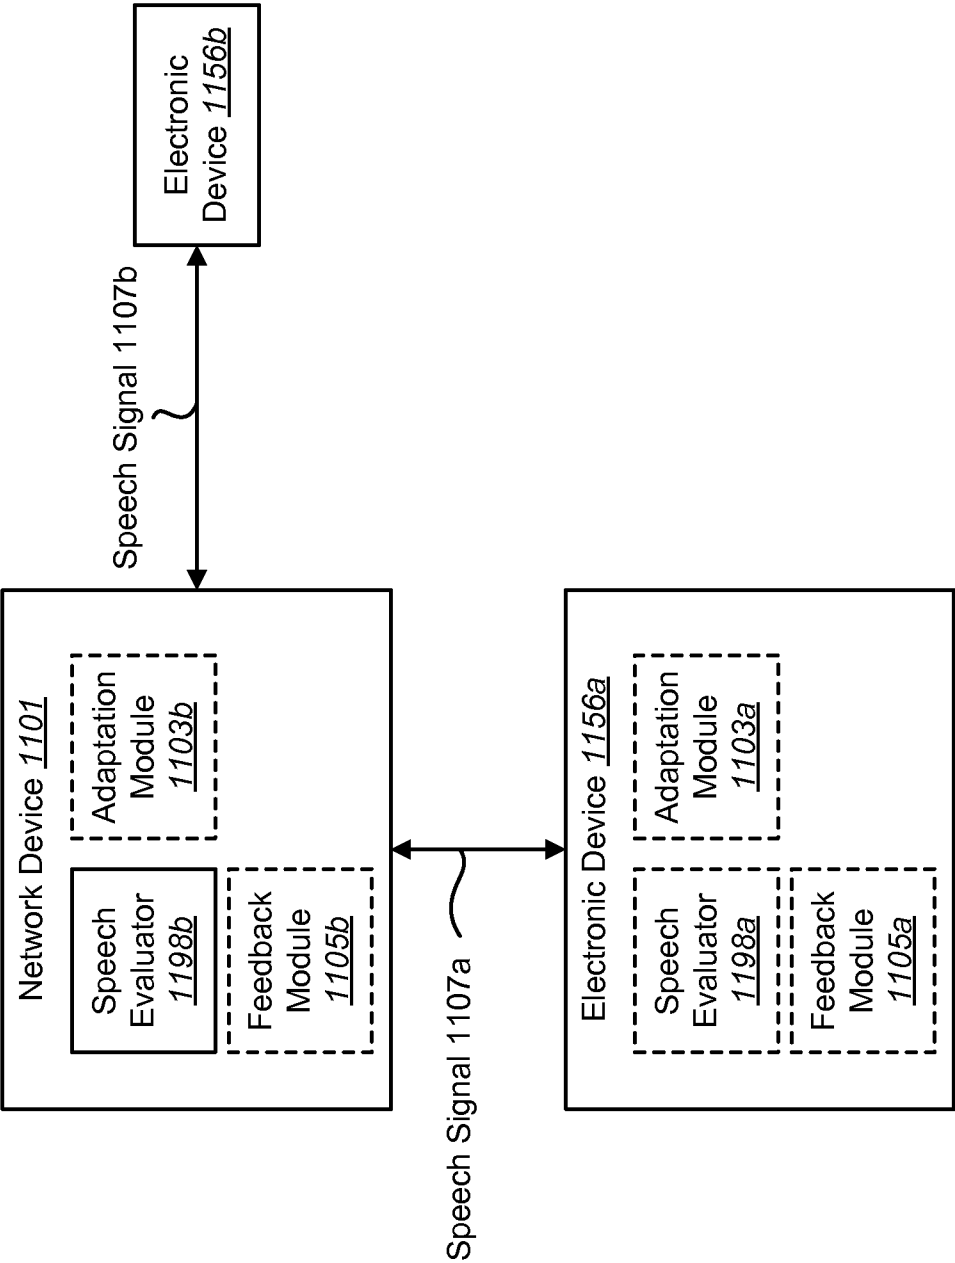 Network Device 1101
Speech
Evaluator
1198b
Adaptation
Module
1103b
Feedback
Module
1105b
Speech Signal 1107b
Electronic
Device 1156b
Speech Signal 1107a
Electronic Device 1156a
Speech
Evaluator
1198a
Adaptation
Module
1103a
Feedback
Module
1105a